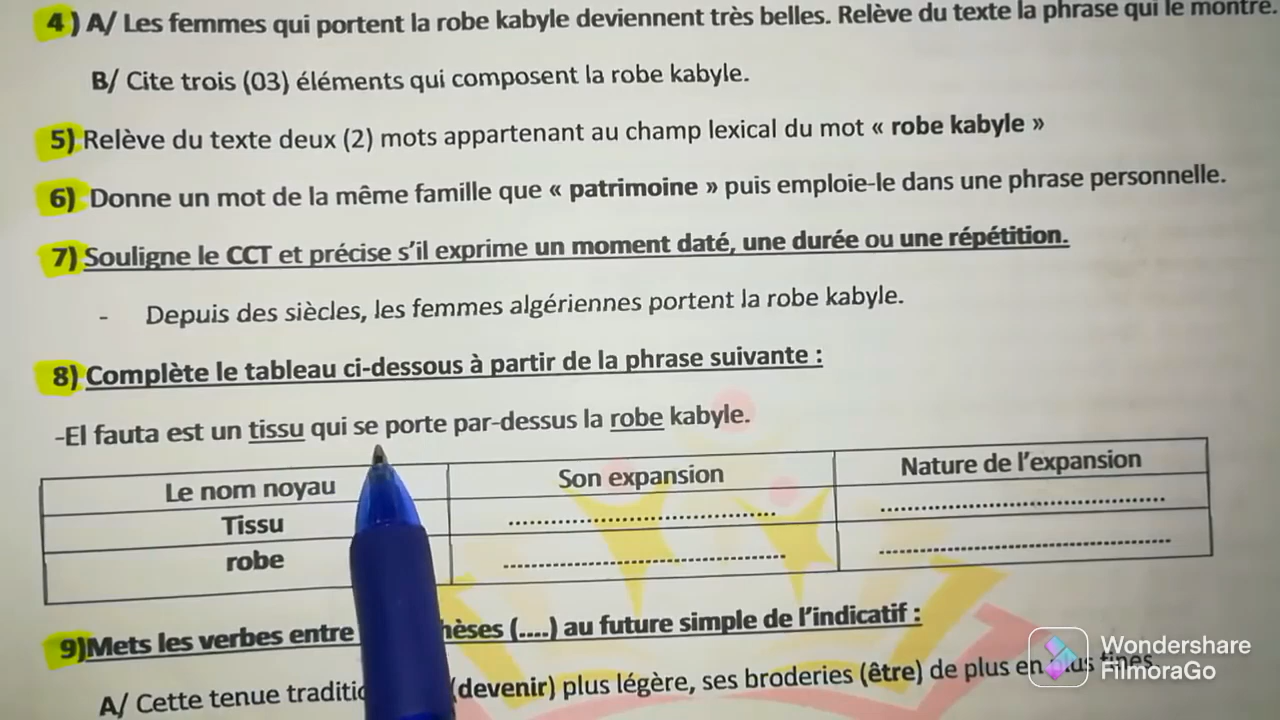 4) A/ Les femmes qui portent la robe kabyle deviennent très belles. Relève du texte la phrase qui le montre.
B/ Cite trois (03) éléments qui composent la robe kabyle.
5) Relève du texte deux (2) mots appartenant au champ lexical du mot « robe kabyle »
6) Donne un mot de la même famille que « patrimoine » puis emploie-le dans une phrase personnelle.
7) Souligne le CCT et précise s'il exprime un moment daté, une durée ou une répétition.
- Depuis des siècles, les femmes algériennes portent la robe kabyle.
8) Complète le tableau ci-dessous à partir de la phrase suivante :
-El fauta est un tissu qui se porte par-dessus la robe kabyle.
Le nom noyau Son expansion Nature de l'expansion
Tissu ........................................ ........................................
robe ........................................ ........................................
9)Mets les verbes entre (....) au future simple de l'indicatif :
A/ Cette tenue (devenir) plus légère, ses broderies (être) de plus en plus fines
Wondershare
FilmoraGo